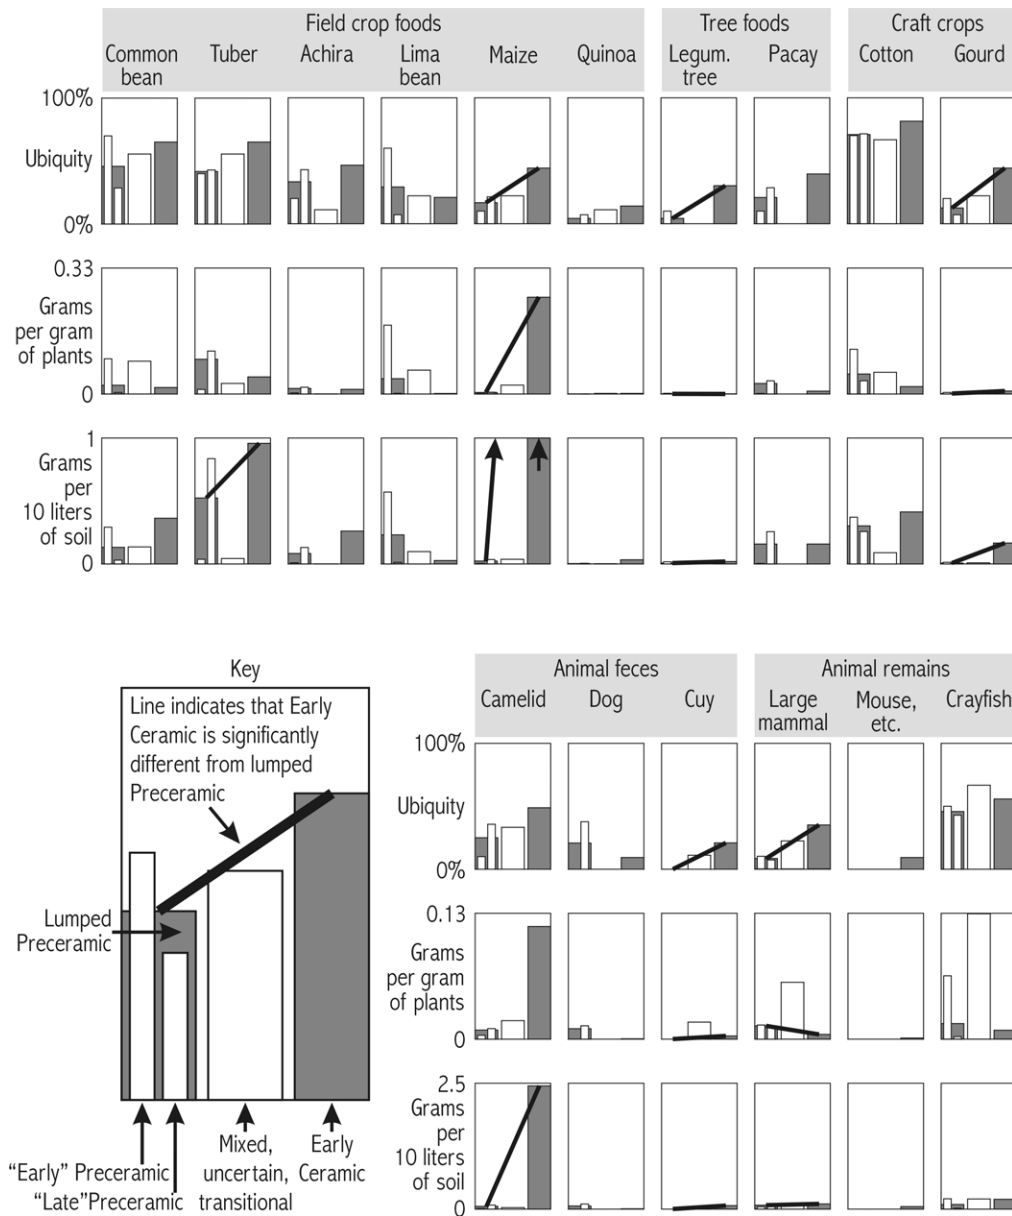 Field crop foods Tree foods Craft crops
Common bean Tuber Achira Lima bean Maize Quinoa Legum. tree Pacay Cotton Gourd
100%
Ubiquity
0%
0.33
Grams
per gram
of plants
0
1
Grams
per
10 liters
of soil
0
Key
Line indicates that Early
Ceramic is significantly
different from lumped
Preceramic
Lumped
Preceramic
"Early" Preceramic
"Late"Preceramic
Mixed,
uncertain,
transitional
Early
Ceramic
Animal feces Animal remains
Camelid Dog Cuy Large mammal Mouse, etc. Crayfish
100%
Ubiquity
0%
0.13
Grams
per gram
of plants
0
2.5
Grams
per
10 liters
of soil
0